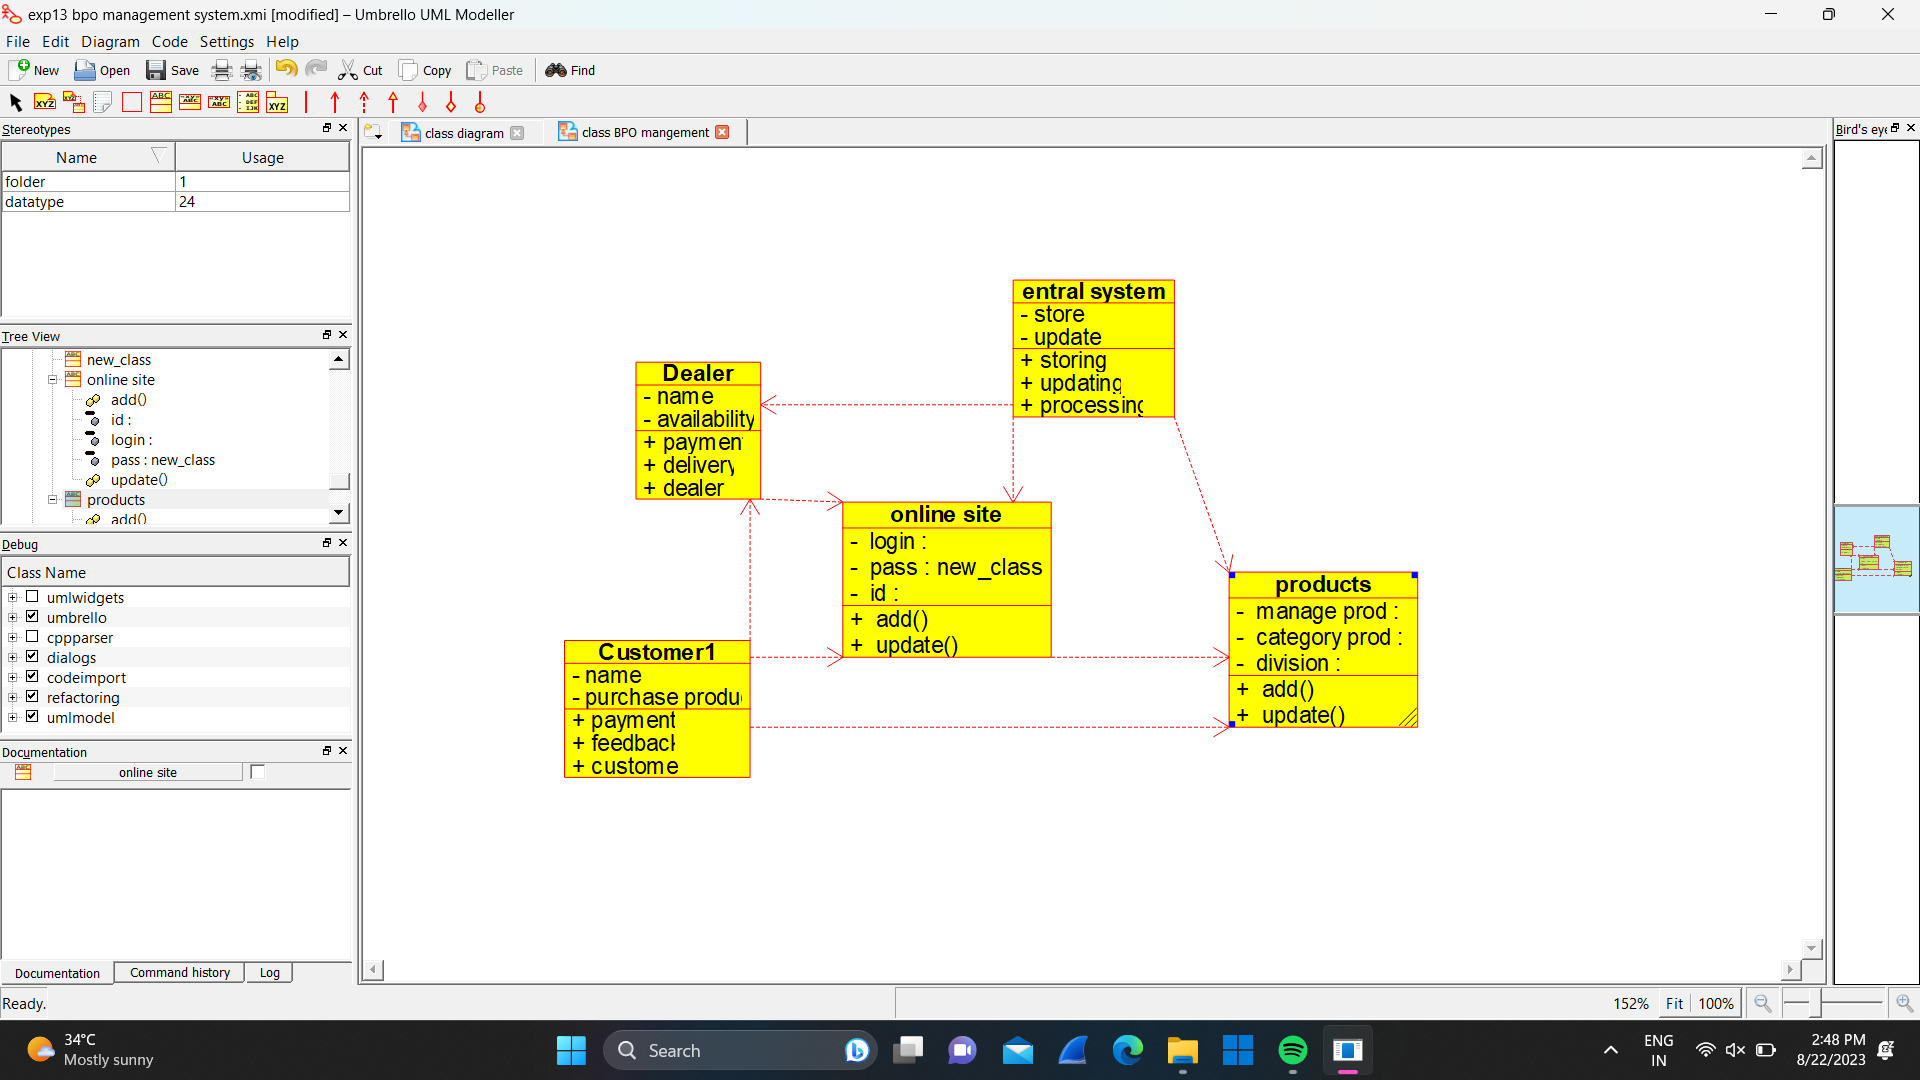 exp13 bpo management system.xmi [modified] – Umbrello UML Modeller
File Edit Diagram Code Settings Help
New Open Save Cut Copy Paste Find
Stereotypes
Name Usage
folder 1
datatype 24
Tree View
new_class
online site
add()
id :
login :
pass : new_class
update()
products
add()
Debug
Class Name
umlwidgets
umbrello
cppparser
dialogs
codeimport
refactoring
umlmodel
Documentation
online site
Documentation Command history Log
Ready.
class diagram class BPO mangement
entral system
- store
- update
+ storing
+ updating
+ processing
Dealer
- name
- availability
+ paymen
+ delivery
+ dealer
online site
- login :
- pass : new_class
- id :
+ add()
+ update()
products
- manage prod :
- category prod :
- division :
+ add()
+ update()
Customer1
- name
- purchase produ
+ payment
+ feedback
+ custome
Bird's eye
152% Fit 100%
34°C
Mostly sunny
Search
ENG
IN
2:48 PM
8/22/2023